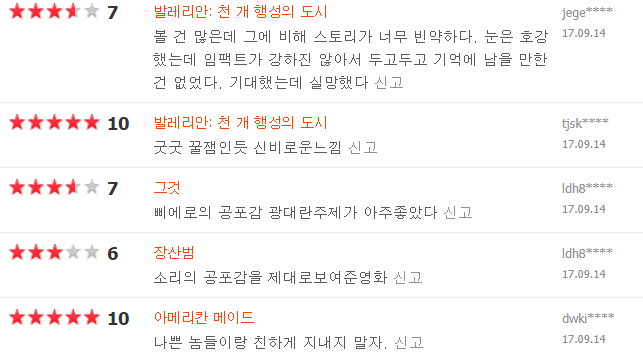 7 발레리안: 천 개 행성의 도시 jege****
볼 건 많은데 그에 비해 스토리가 너무 빈약하다. 눈은 호강 17.09.14
했는데 임팩트가 강하진 않아서 두고두고 기억에 남을 만한
건 없었다. 기대했는데 실망했다 신고
10 발레리안: 천 개 행성의 도시 tjsk****
굿굿 꿀잼인듯 신비로운느낌 신고 17.09.14
7 그것 ldh8****
삐에로의 공포감 광대란주제가 아주좋았다 신고 17.09.14
6 장산범 ldh8****
소리의 공포감을 제대로보여준영화 신고 17.09.14
10 아메리칸 메이드 dwki****
나쁜 놈들이랑 친하게 지내지 말자. 신고 17.09.14